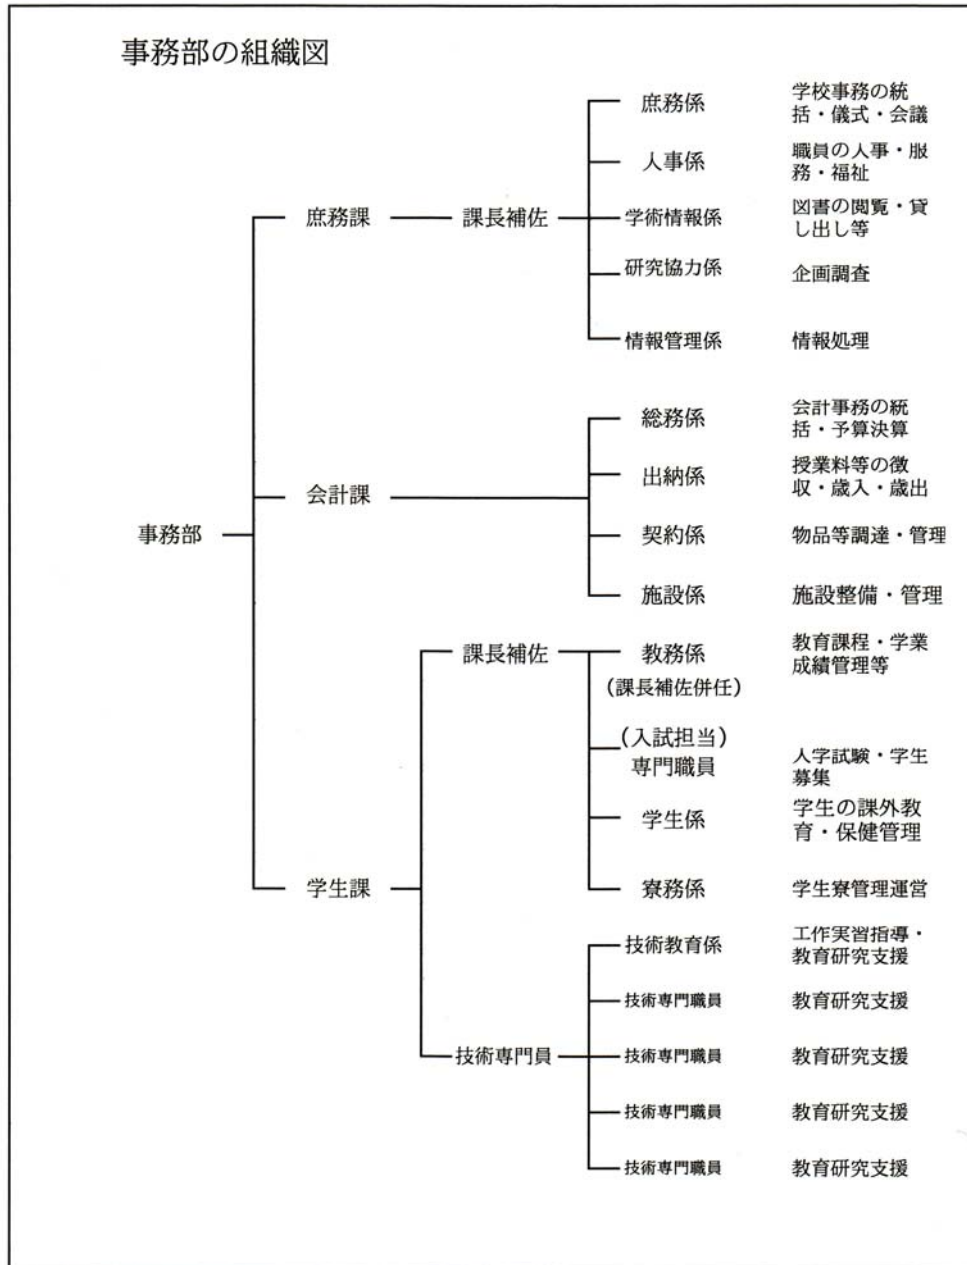 事務部の組織図
事務部
庶務課
課長補佐
庶務係
学校事務の統
括・儀式・会議
人事係
職員の人事・服
務・福祉
学術情報係
図書の閲覧・貸
し出し等
研究協力係
企画調査
情報管理係
情報処理
会計課
総務係
会計事務の統
括・予算決算
出納係
授業料等の徴
収・歳入・歳出
契約係
物品等調達・管理
施設係
施設整備・管理
学生課
課長補佐
教務係
(課長補佐併任)
教育課程・学業
成績管理等
(入試担当)
専門職員
人学試験・学生
募集
学生係
学生の課外教
育・保健管理
寮務係
学生寮管理運営
技術専門員
技術教育係
工作実習指導・
教育研究支援
技術専門職員
教育研究支援
技術専門職員
教育研究支援
技術専門職員
教育研究支援
技術専門職員
教育研究支援